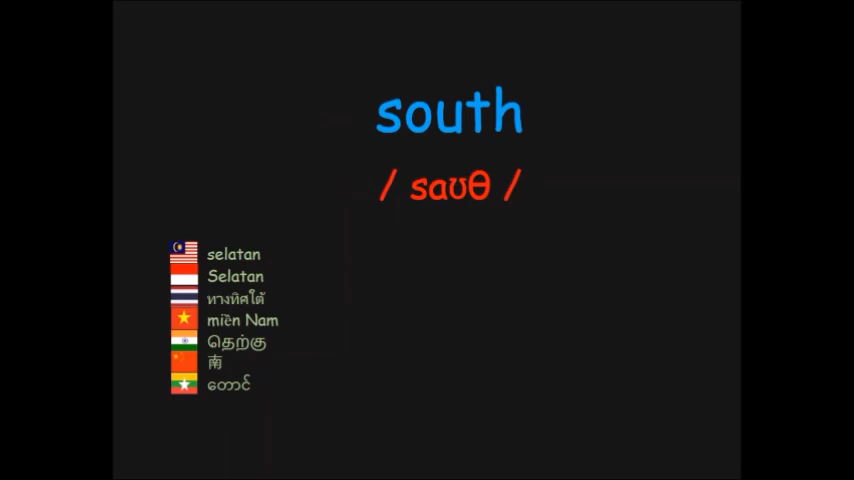 south
/ saʊθ /
selatan
Selatan
ทางทิศใต้
miền Nam
தெற்கு
南
တောင်